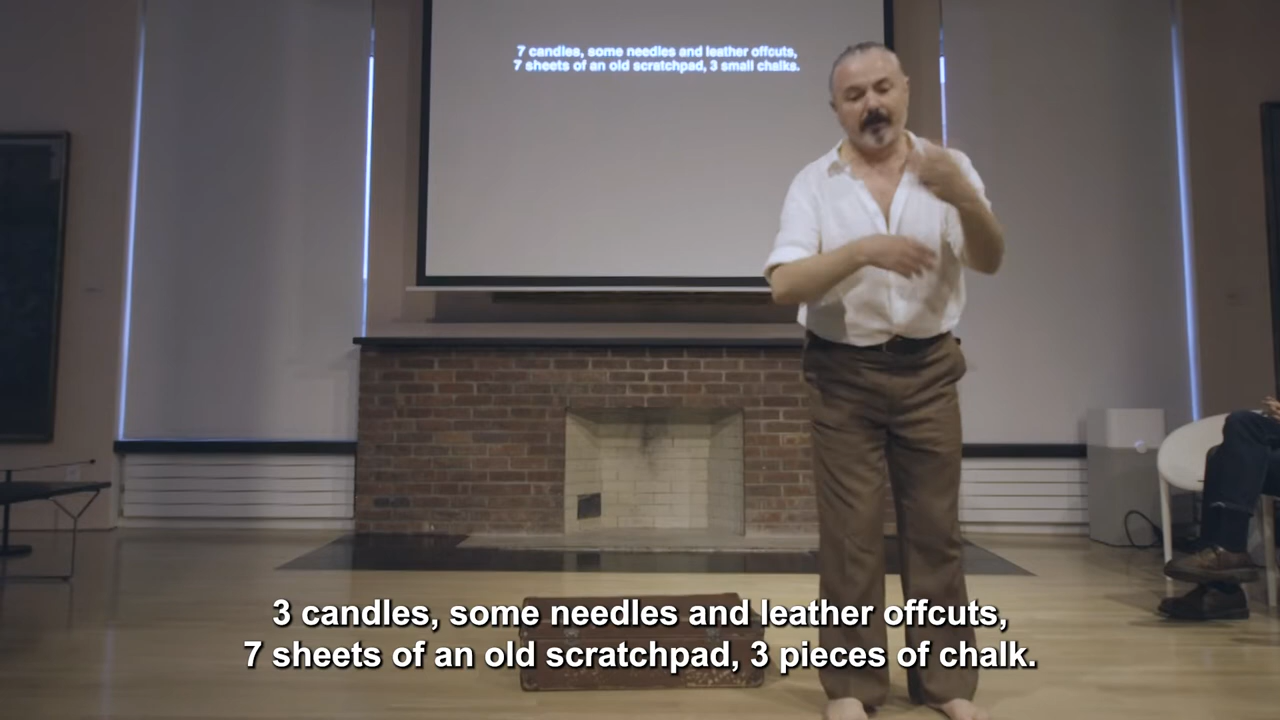 7 candles, some needles and leather offcuts,
7 sheets of an old scratchpad, 3 small chalks.
3 candles, some needles and leather offcuts,
7 sheets of an old scratchpad, 3 pieces of chalk.